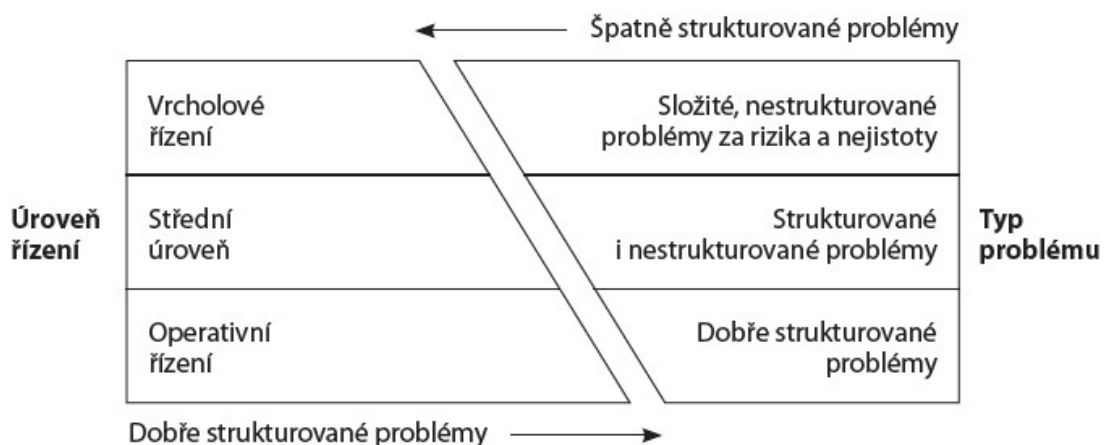 Špatně strukturované problémy
Vrcholové
řízení
Složité, nestrukturované
problémy za rizika a nejistoty
Úroveň
řízení
Střední
úroveň
Strukturované
i nestrukturované problémy
Typ
problému
Operativní
řízení
Dobře strukturované
problémy
Dobře strukturované problémy